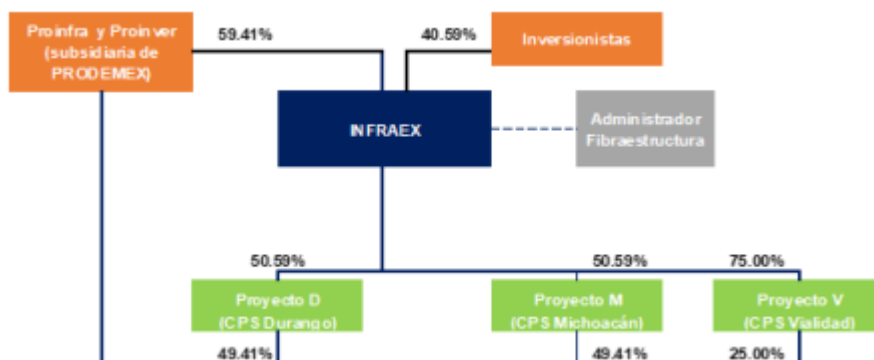 Proinfra y Proinver
(subsidiaria de
PRODEMEX)
59.41%
40.59%
Inversionistas
INFRAEX
Administrador
Fibraestructura
50.59%
50.59%
75.00%
Proyecto D
(CPS Durango)
Proyecto M
(CPS Michoacán)
Proyecto V
(CPS Vialidad)
49.41%
49.41%
25.00%